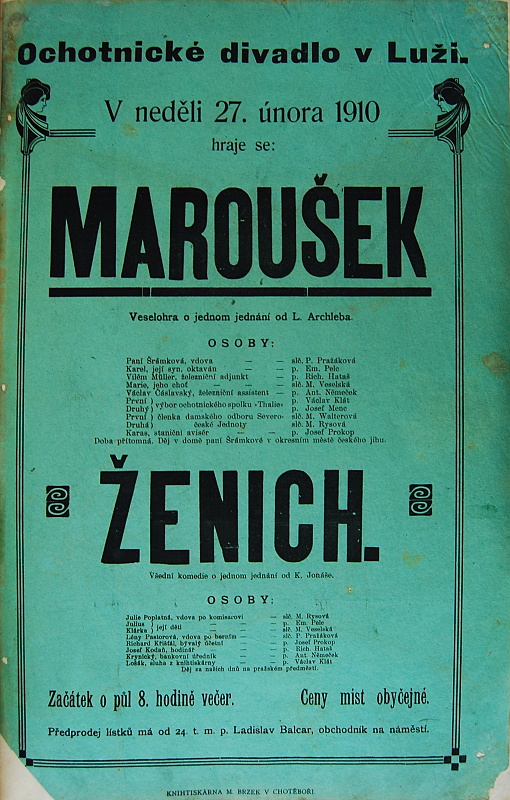 Ochotnické divadlo v Luži.
V neděli 27. února 1910
hraje se:
MAROUŠEK
Veselohra o jednom jednání od L. Archleba.
OSOBY:
Paní Šrámková, vdova — — slč. P. Pražáková
Karel, její syn, oktaván — — p. Em. Pelc
Vilém Müller, železniční adjunkt — p. Rich. Hataš
Marie, jeho choť — — — slč. M. Veselská
Václav Čáslavský, železniční assistent — p. Ant. Němeček
První ) výbor ochotnického spolku »Thalie« p. Václav Klát
Druhý ) p. Josef Menc
První ) členka damského odboru Severo- slč. M. Walterová
Druhá ) české Jednoty slč. M. Rysová
Karas, staniční avisér — — p. Josef Prokop
Doba přítomná. Děj v domě paní Šrámkové v okresním městě českého jihu.
ŽENICH.
Všední komedie o jednom jednání od K. Jonáše.
OSOBY:
Julie Poplatná, vdova po komisarovi — slč. M. Rysová
Julius ) její děti — — p. Em. Pelc
Klárka ) — — slč. M. Veselská
Lény Pastorová, vdova po berním — slč. P. Pražáková
Richard Křišťál, bývalý účetní — p. Josef Prokop
Josef Kodaň, hodinář — — p. Rich. Hataš
Kryznický, bankovní úředník — p. Ant. Němeček
Lošák, sluha z knihtiskárny — — p. Václav Klát
Děj za našich dnů na pražském předměstí.
Začátek o půl 8. hodině večer. Ceny míst obyčejné.
Předprodej lístků má od 24. t. m. p. Ladislav Balcar, obchodník na náměstí.
KNIHTISKÁRNA M. BRZEK V CHOTĚBOŘI.